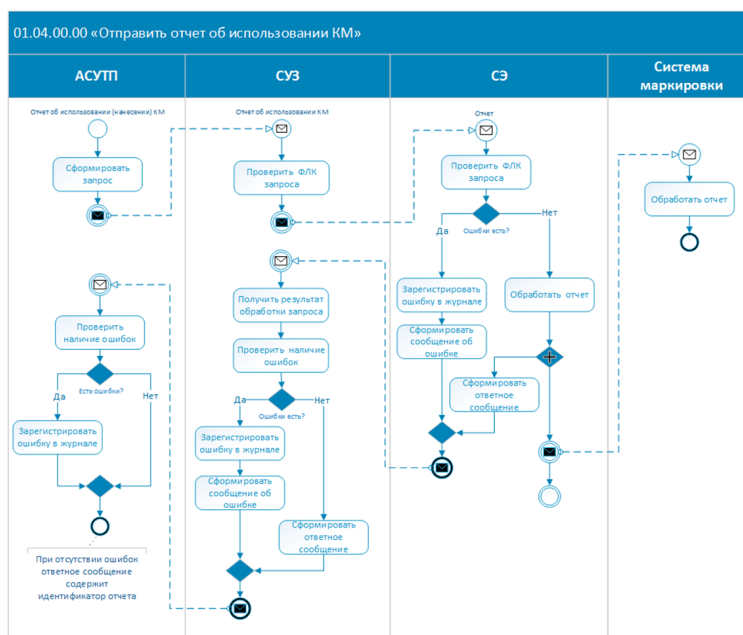 01.04.00.00 «Отправить отчет об использовании КМ»
АСУТП
СУЗ
СЭ
Система
маркировки
Отчет об использовании (нанесении) КМ
Сформировать
запрос
Проверить
наличие ошибок
Есть ошибки?
Да
Нет
Зарегистрировать
ошибку в журнале
При отсутствии ошибок
ответное сообщение
содержит
идентификатор отчета
Отчет об использовании КМ
Проверить ФЛК
запроса
Получить результат
обработки запроса
Проверить наличие
ошибок
Да
Нет
Ошибки есть?
Зарегистрировать
ошибку в журнале
Сформировать
сообщение об
ошибке
Сформировать
ответное
сообщение
Отчет
Проверить ФЛК
запроса
Да
Нет
Ошибки есть?
Зарегистрировать
ошибку в журнале
Обработать отчет
Сформировать
сообщение об
ошибке
Сформировать
ответное
сообщение
Обработать отчет